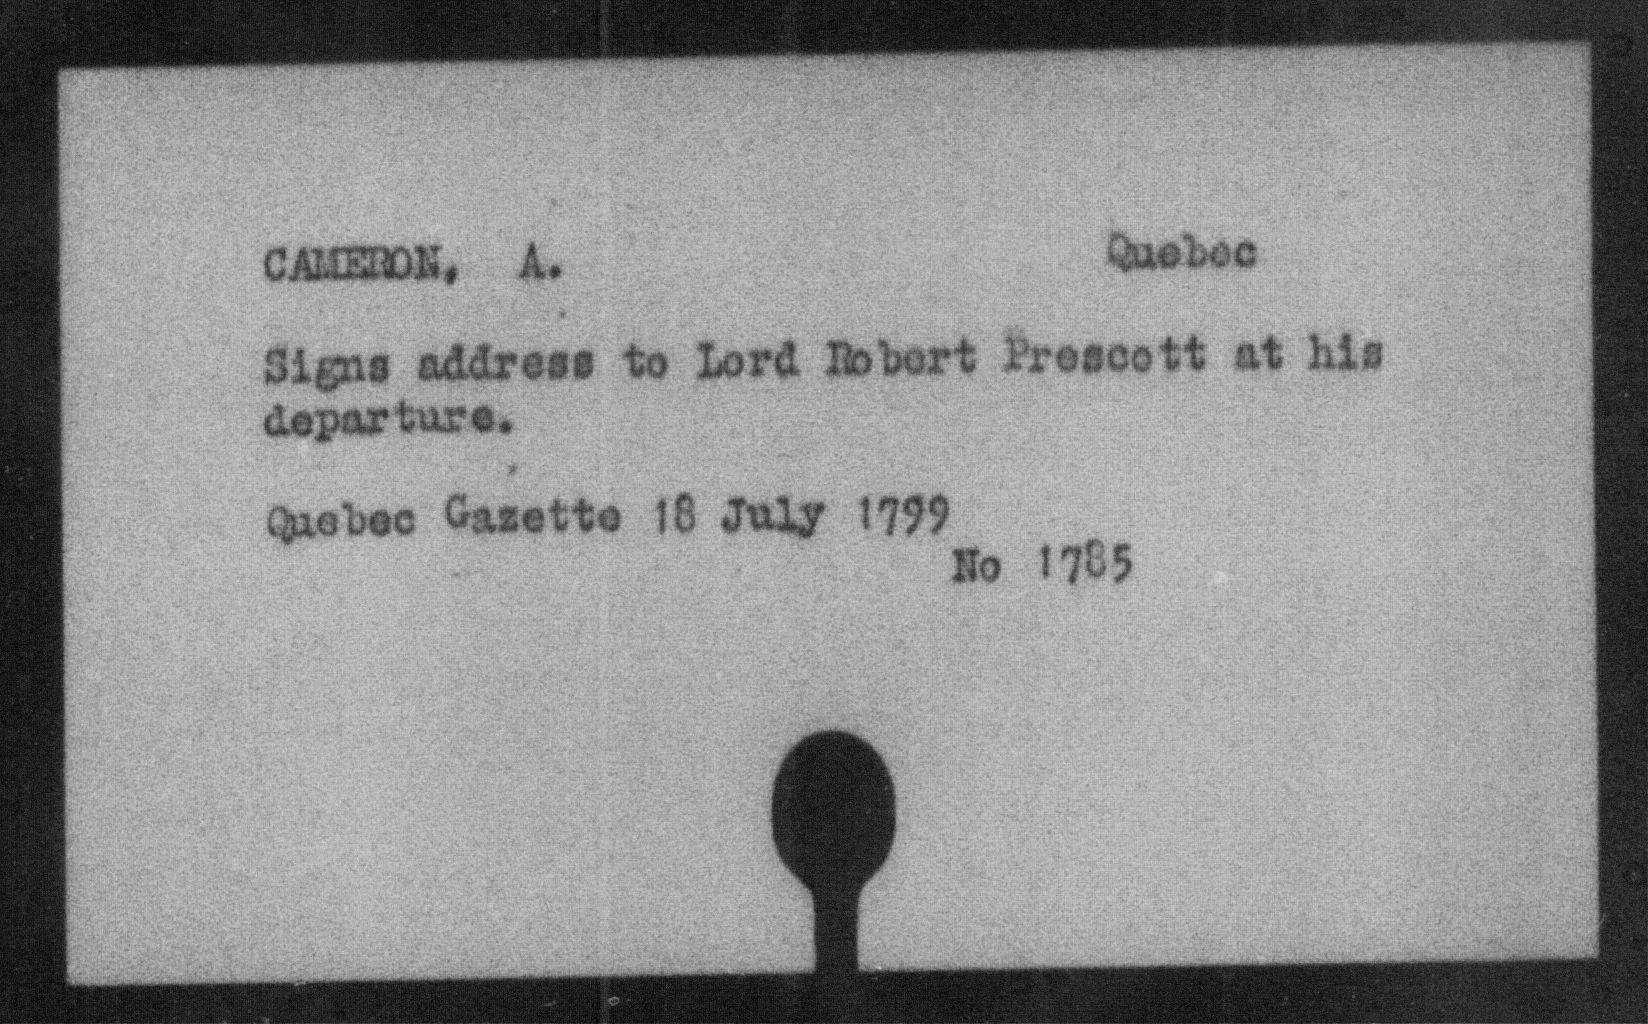 CAMERON, A. Quebec
Signs address to Lord Robert Prescott at his
departure.
Quebec Gazette 18 July 1799
No 1785